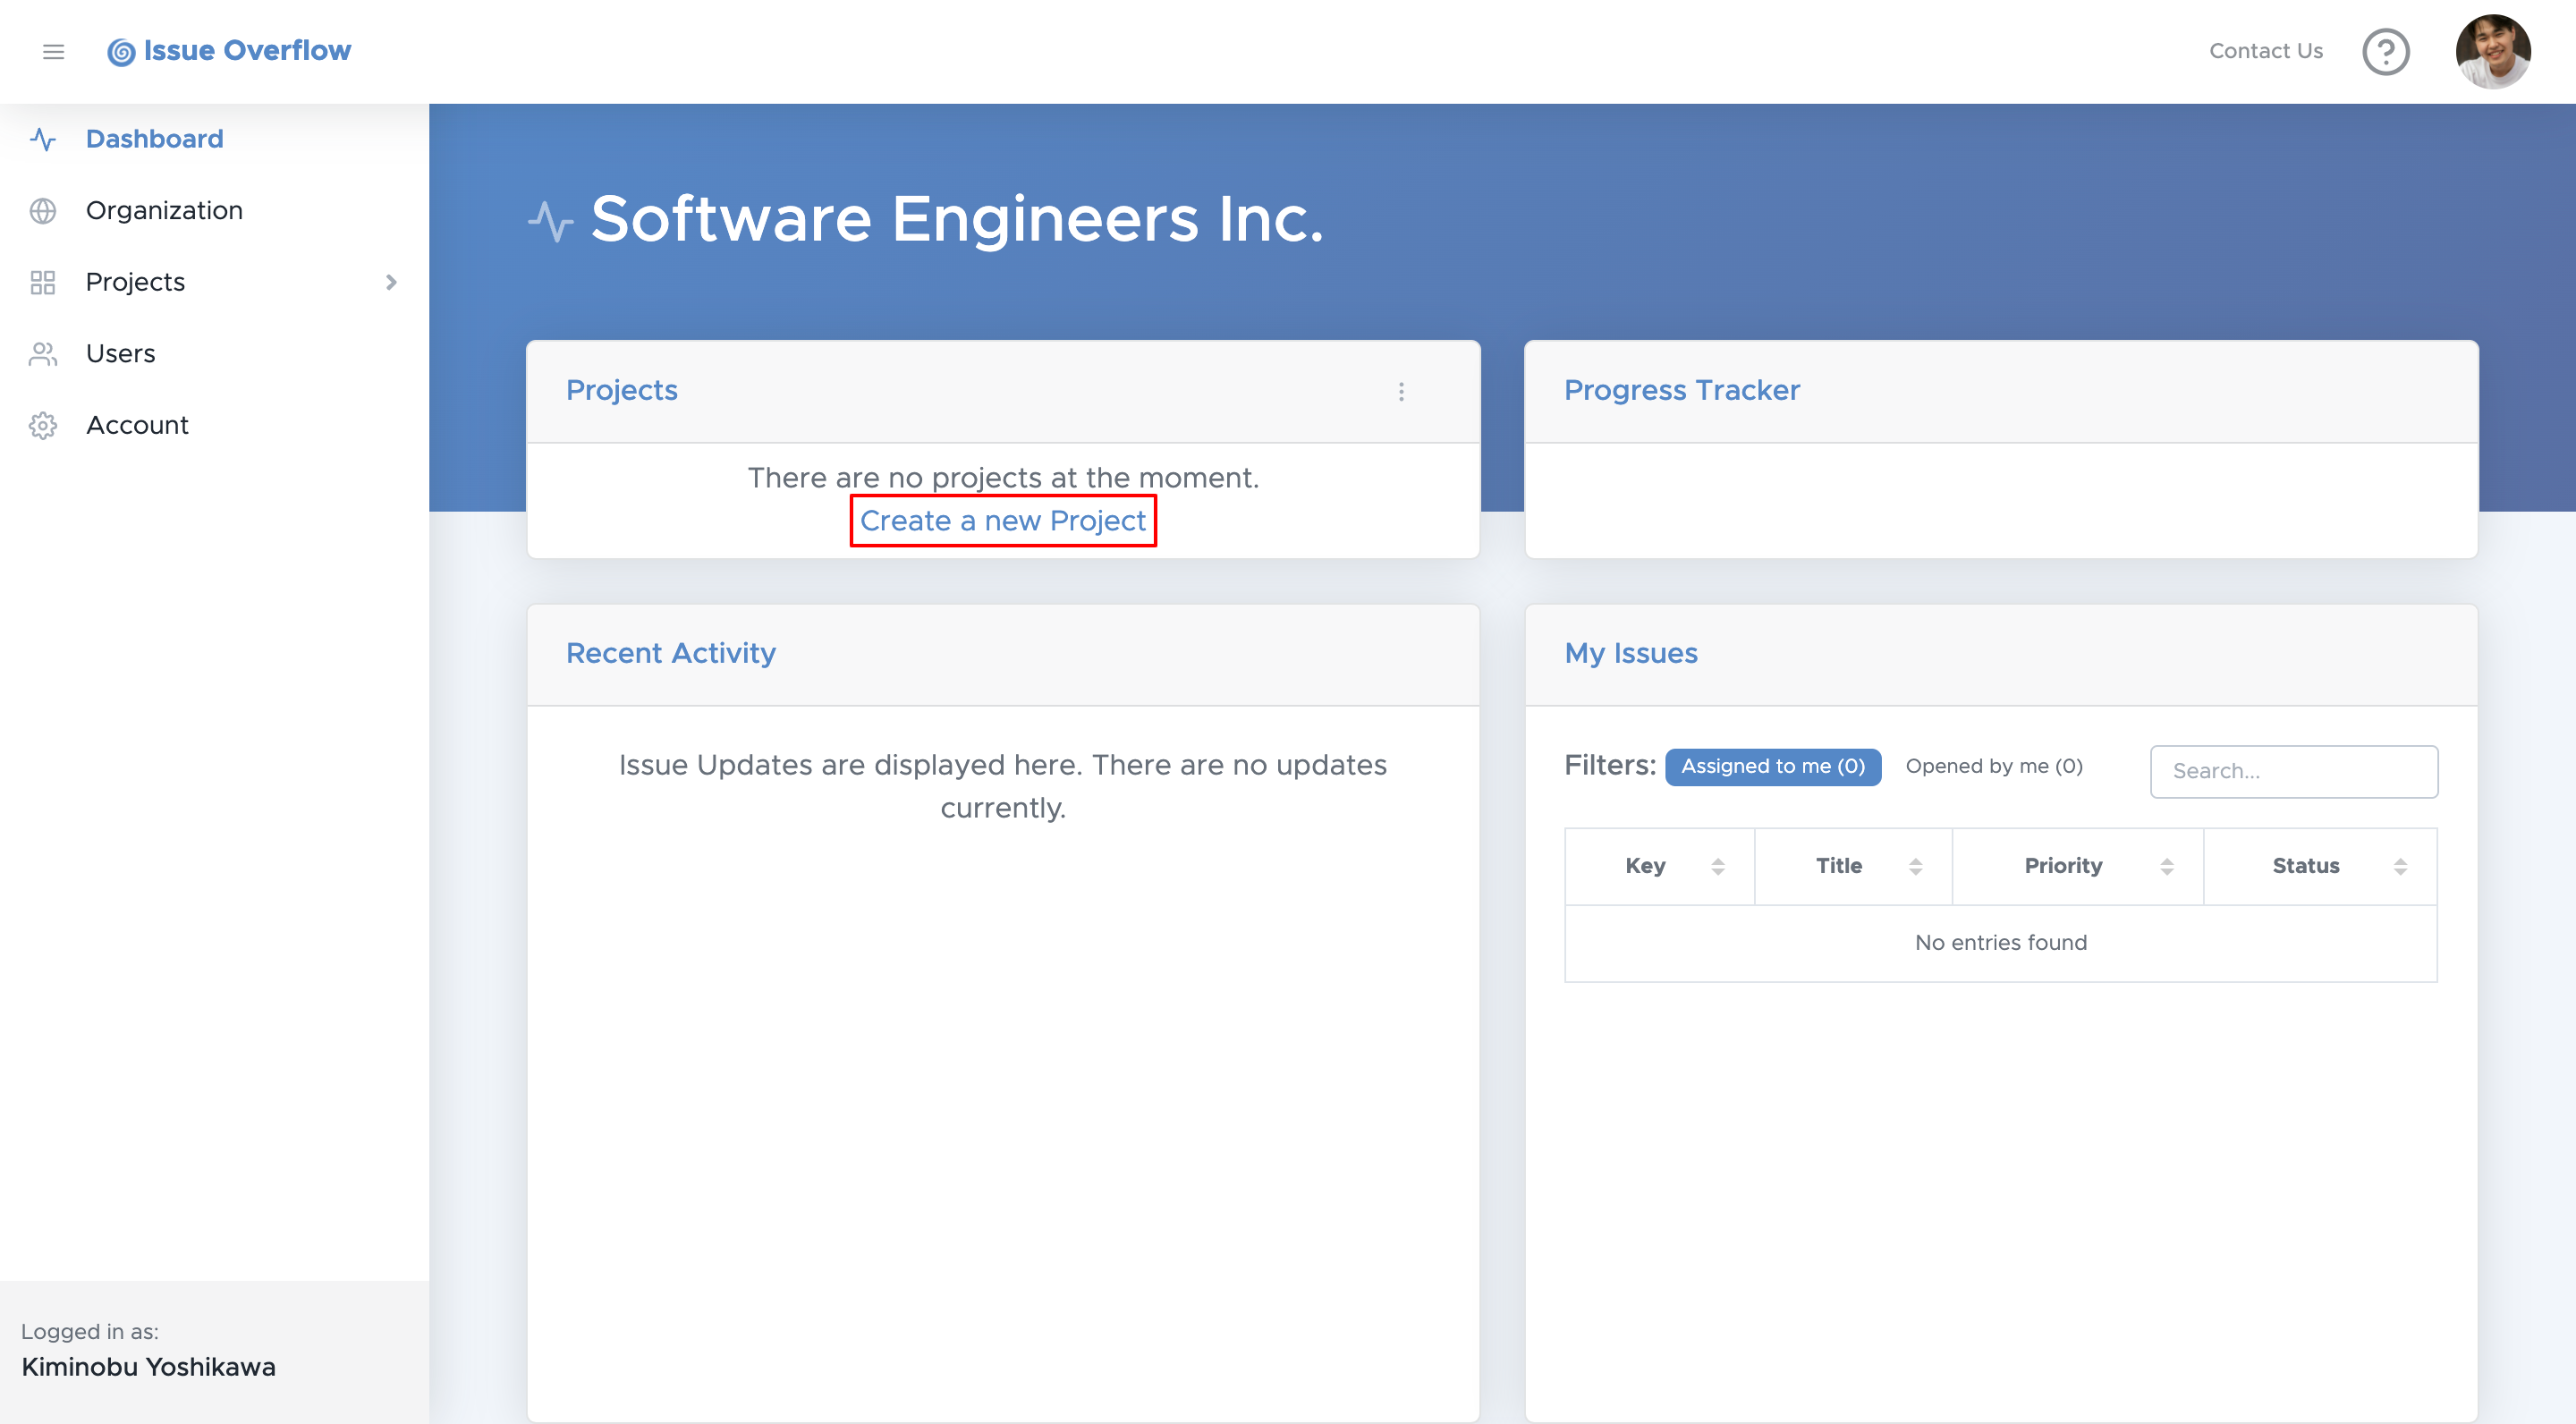 Issue Overflow
Contact Us
Dashboard
Organization
Projects
Users
Account
Software Engineers Inc.
Projects
There are no projects at the moment.
Create a new Project
Progress Tracker
Recent Activity
Issue Updates are displayed here. There are no updates
currently.
My Issues
Filters: Assigned to me (0) Opened by me (0) Search...
Key Title Priority Status
No entries found
Logged in as:
Kiminobu Yoshikawa